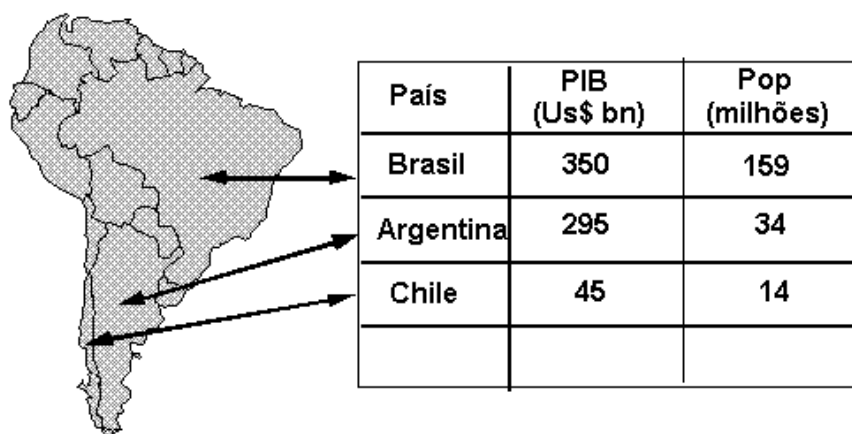 País PIB (Us$ bn) Pop (milhões)
Brasil 350 159
Argentina 295 34
Chile 45 14